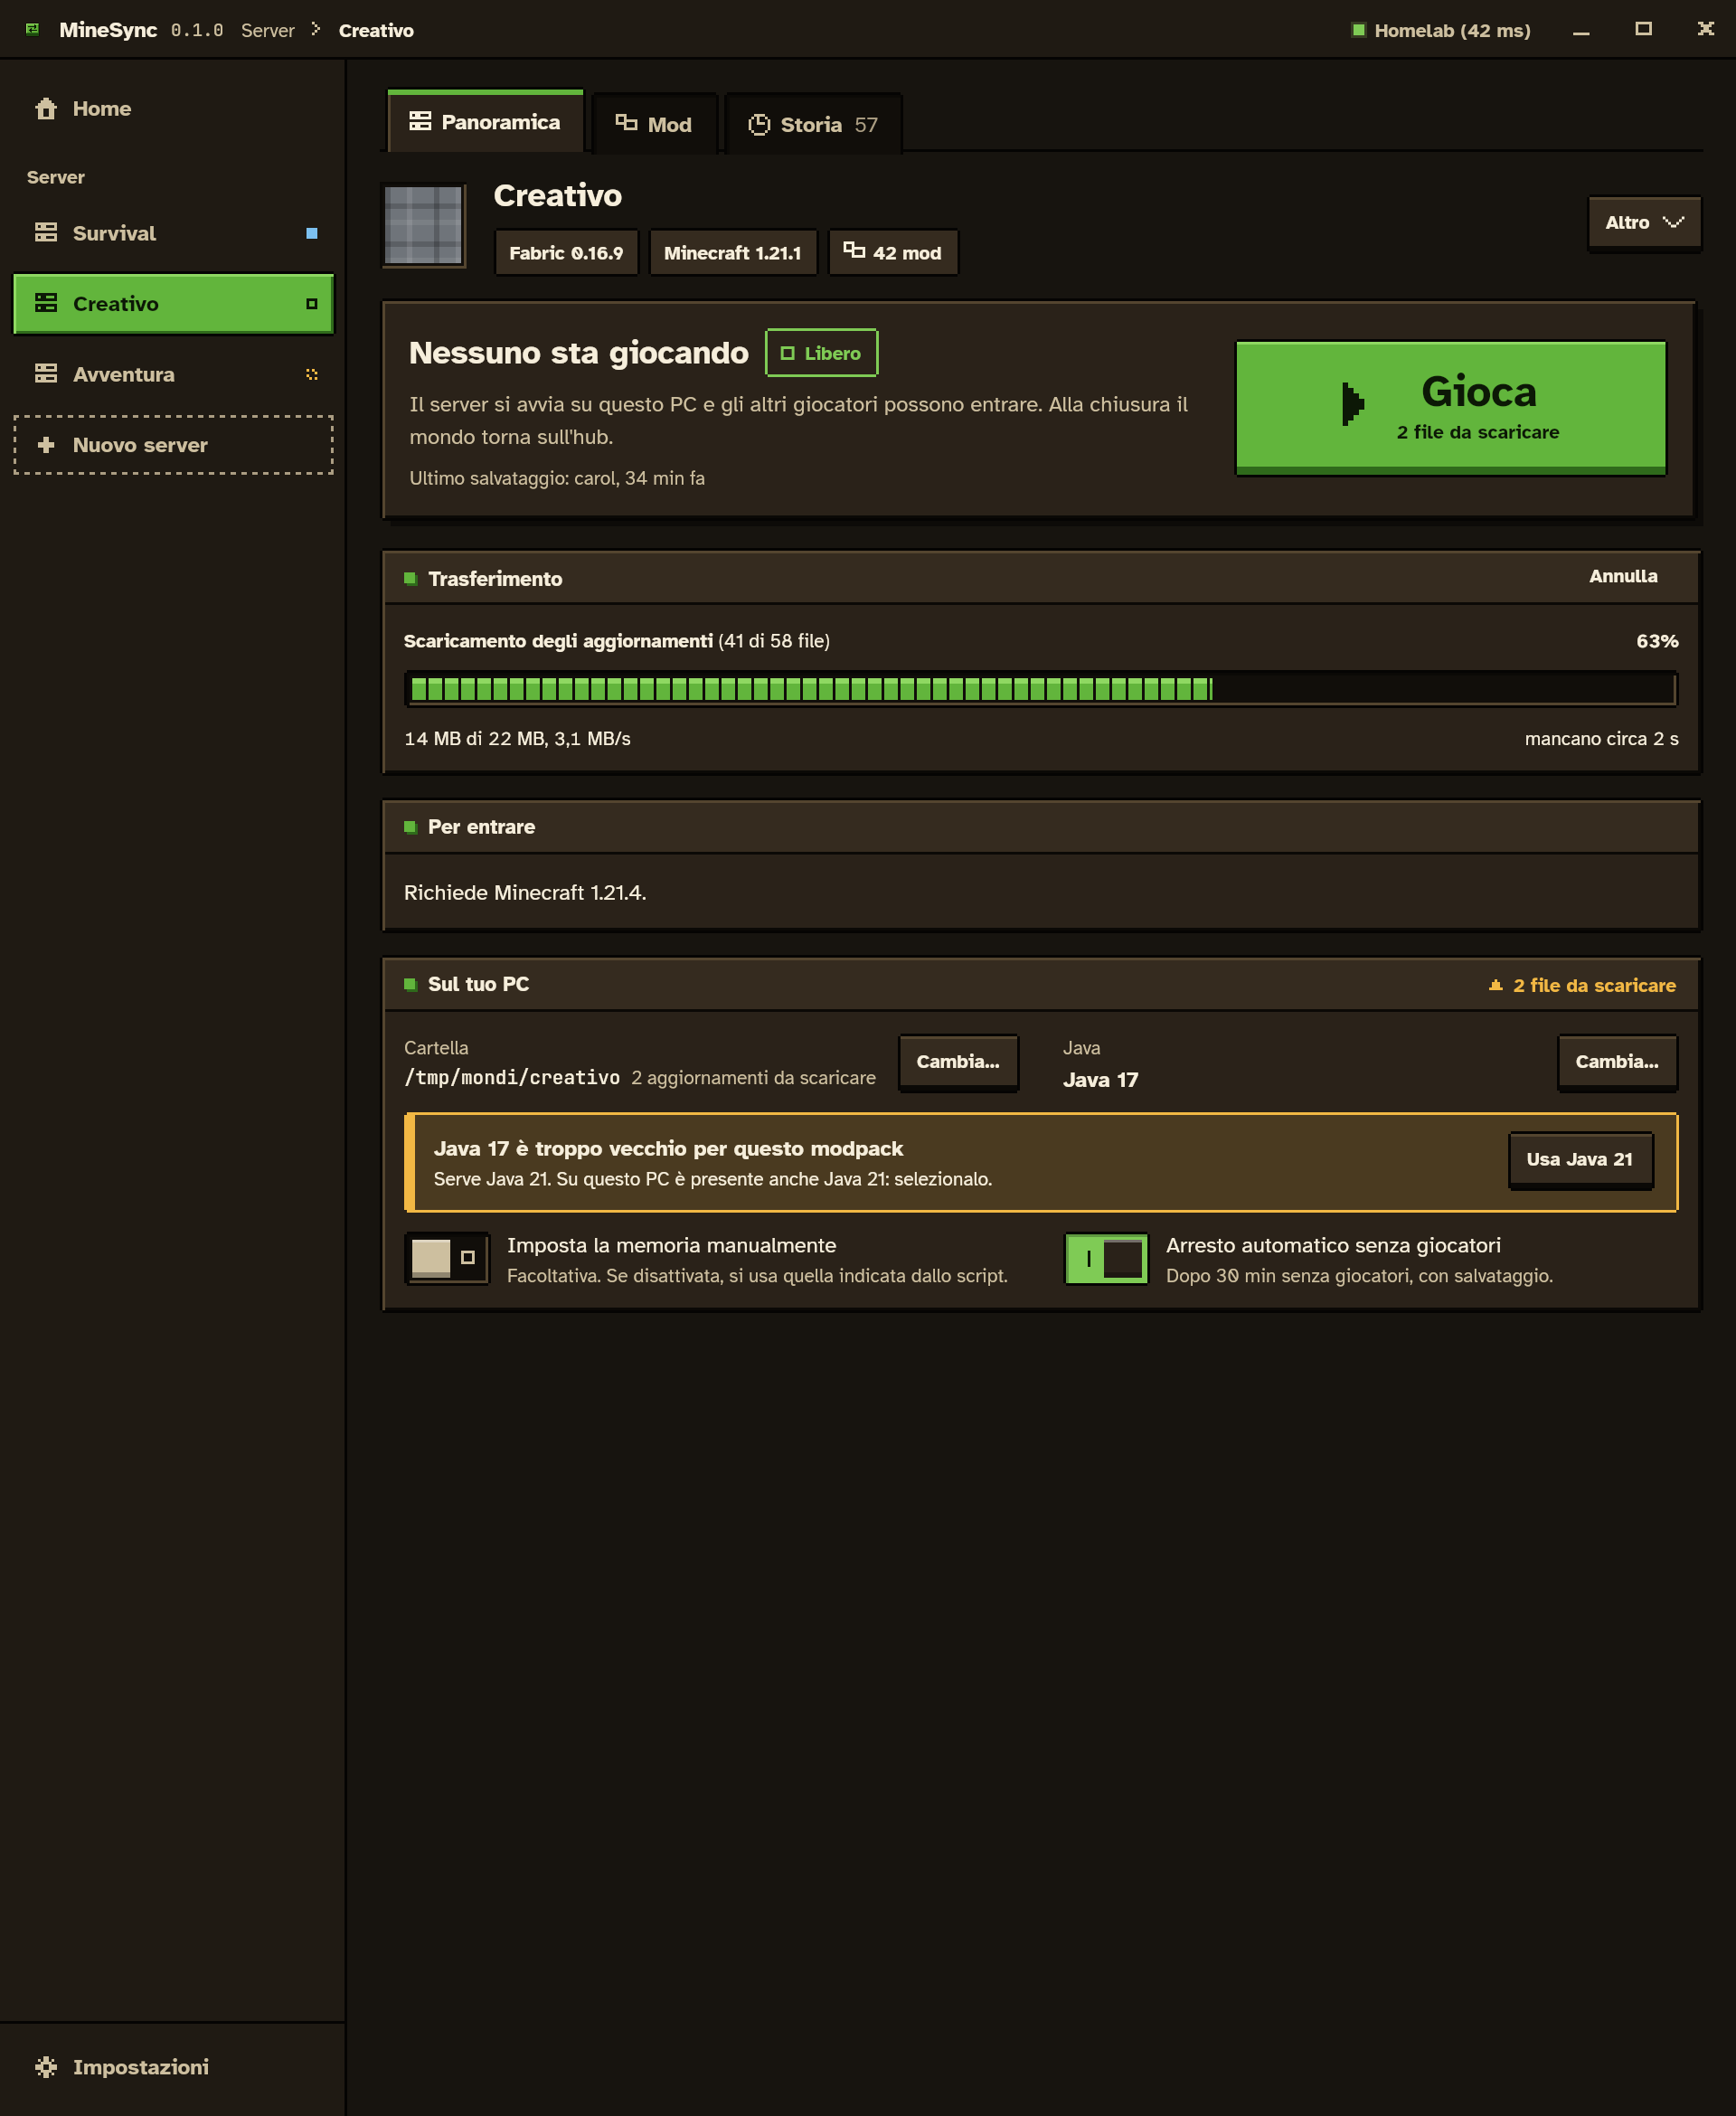 MineSync 0.1.0 Server > Creativo
Homelab (42 ms)
Home
Server
Survival
Creativo
Avventura
Nuovo server
Impostazioni
Panoramica
Mod
Storia 57
Creativo
Fabric 0.16.9
Minecraft 1.21.1
42 mod
Altro
Nessuno sta giocando
Libero
Il server si avvia su questo PC e gli altri giocatori possono entrare. Alla chiusura il
mondo torna sull'hub.
Ultimo salvataggio: carol, 34 min fa
Gioca
2 file da scaricare
Trasferimento
Annulla
Scaricamento degli aggiornamenti (41 di 58 file)
63%
14 MB di 22 MB, 3,1 MB/s
mancano circa 2 s
Per entrare
Richiede Minecraft 1.21.4.
Sul tuo PC
2 file da scaricare
Cartella
/tmp/mondi/creativo 2 aggiornamenti da scaricare
Cambia...
Java
Java 17
Cambia...
Java 17 è troppo vecchio per questo modpack
Serve Java 21. Su questo PC è presente anche Java 21: selezionalo.
Usa Java 21
Imposta la memoria manualmente
Facoltativa. Se disattivata, si usa quella indicata dallo script.
Arresto automatico senza giocatori
Dopo 30 min senza giocatori, con salvataggio.